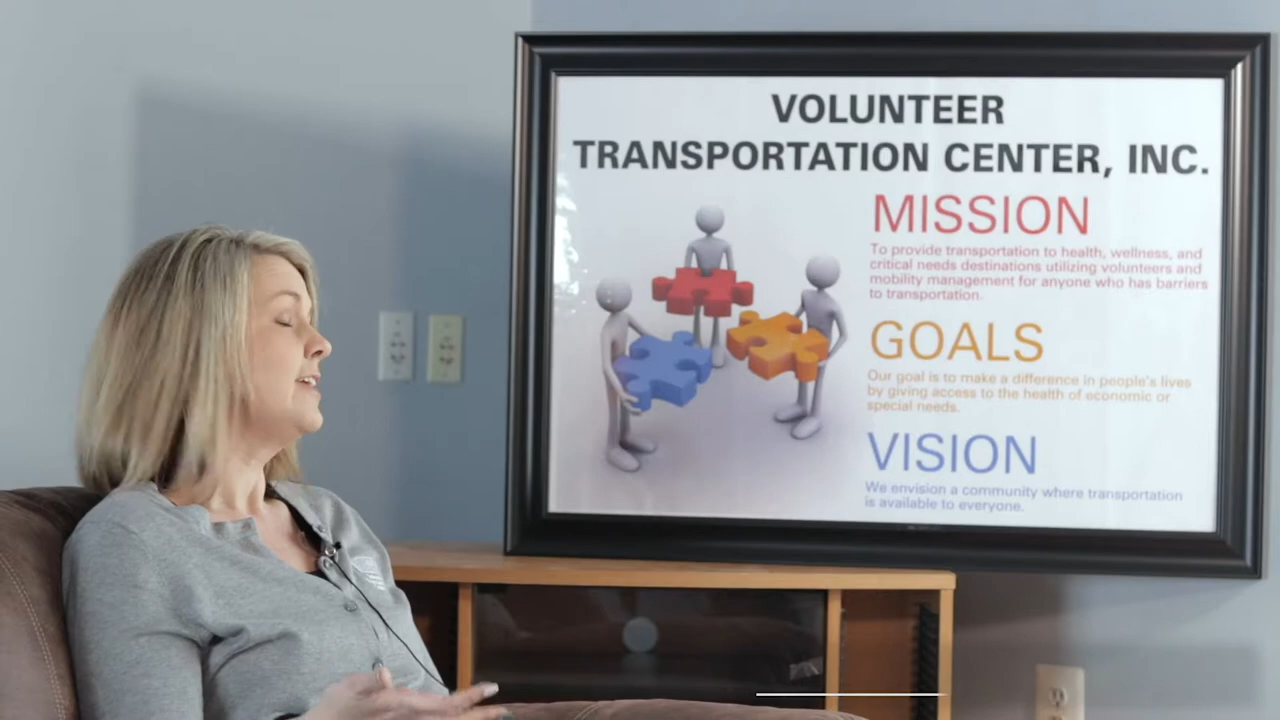 VOLUNTEER
TRANSPORTATION CENTER, INC.
MISSION
To provide transportation to health, wellness, and
critical needs destinations utilizing volunteers and
mobility management for anyone who has barriers
to transportation.
GOALS
Our goal is to make a difference in people's lives
by giving access to the health of economic or
special needs.
VISION
We envision a community where transportation
is available to everyone.